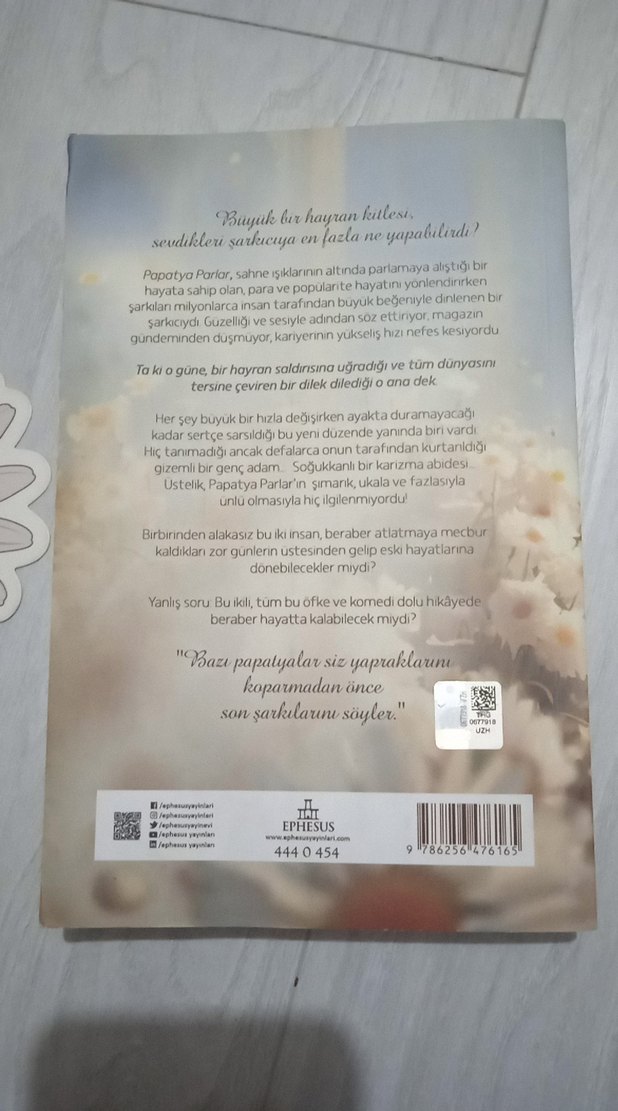 Büyük bir hayran kitlesi,
sevdikleri şarkıcıya en fazla ne yapabilirdi?
Papatya Parlar, sahne ışıklarının altında parlamaya alıştığı bir
hayata sahip olan, para ve popülarite hayatını yönlendirirken
şarkıları milyonlarca insan tarafından büyük beğeniyle dinlenen bir
şarkıcıydı. Güzelliği ve sesiyle adından söz ettiriyor, magazin
gündeminden düşmüyor, kariyerinin yükseliş hızı nefes kesiyordu.
Ta ki o güne, bir hayran saldırısına uğradığı ve tüm dünyasını
tersine çeviren bir dilek dilediği o ana dek.
Her şey büyük bir hızla değişirken ayakta duramayacağı
kadar sertçe sarsıldığı bu yeni düzende yanında biri vardı.
Hiç tanımadığı ancak defalarca onun tarafından kurtarıldığı
gizemli bir genç adam... Soğukkanlı bir karizma abidesi...
Üstelik, Papatya Parlar'ın şımarık, ukala ve fazlasıyla
ünlü olmasıyla hiç ilgilenmiyordu!
Birbirinden alakasız bu iki insan, beraber atlatmaya mecbur
kaldıkları zor günlerin üstesinden gelip eski hayatlarına
dönebilecekler miydi?
Yanlış soru: Bu ikili, tüm bu öfke ve komedi dolu hikâyede
beraber hayatta kalabilecek miydi?
"Bazı papatyalar siz yapraklarını
koparmadan önce
son şarkılarını söyler."
0677918
UZH
/ephesusyayinlari
/ephesusyayinlari
/ephesusyayinevi
/ephesus yayınları
/ephesus yayınları
EPHESUS
www.ephesusyayinlari.com
444 0 454
9 786256 476165